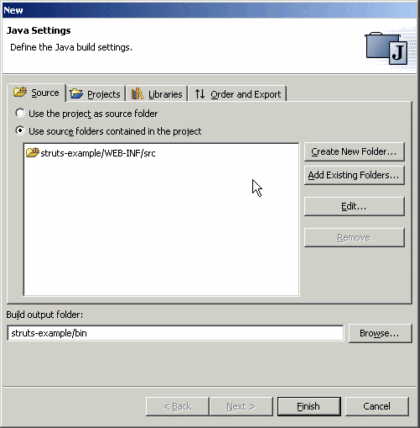 New
Java Settings
Define the Java build settings.
J
Source Projects Libraries Order and Export
Use the project as source folder
Use source folders contained in the project
struts-example/WEB-INF/src
Create New Folder...
Add Existing Folders...
Edit...
Remove
Build output folder:
struts-example/bin
Browse...
< Back Next > Finish Cancel